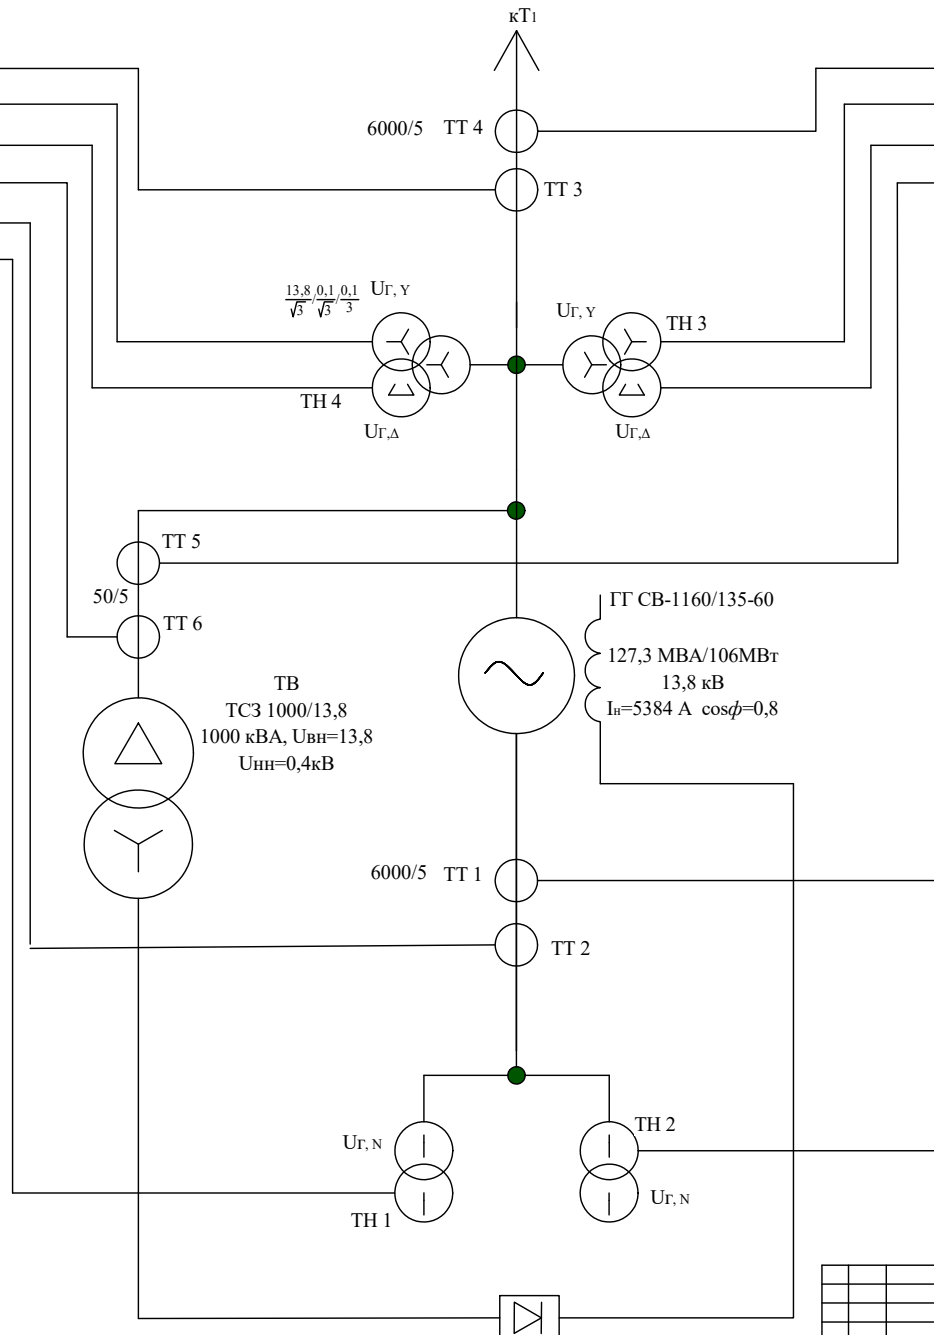 кТ1
6000/5 ТТ 4
ТТ 3
13,8/√3 / 0,1/√3 / 0,1/3 UГ, Y
UГ, Y
ТН 3
ТН 4
UГ,Δ
UГ,Δ
ТТ 5
50/5
ТТ 6
ГГ СВ-1160/135-60
127,3 МВА/106МВт
13,8 кВ
Iн=5384 А cosф=0,8
ТВ
ТСЗ 1000/13,8
1000 кВА, Uвн=13,8
Uнн=0,4кВ
6000/5 ТТ 1
ТТ 2
ТН 2
UГ, N
UГ, N
ТН 1